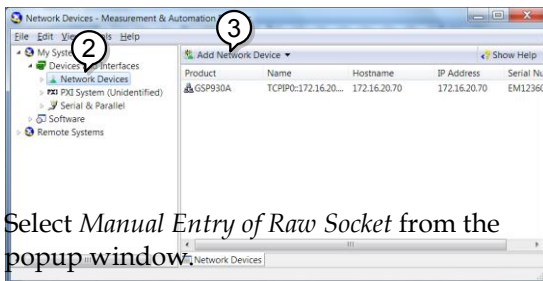 Network Devices - Measurement & Automation
3
File Edit View Tools Help
2
My System
Add Network Device
Show Help
Devices and Interfaces
Network Devices
PXI PXI System (Unidentified)
Serial & Parallel
Software
Remote Systems
Product Name Hostname IP Address Serial Nu
GSP930A TCPIP0::172.16.20.... 172.16.20.70 172.16.20.70 EM12360
Select Manual Entry of Raw Socket from the
popup window.
Network Devices